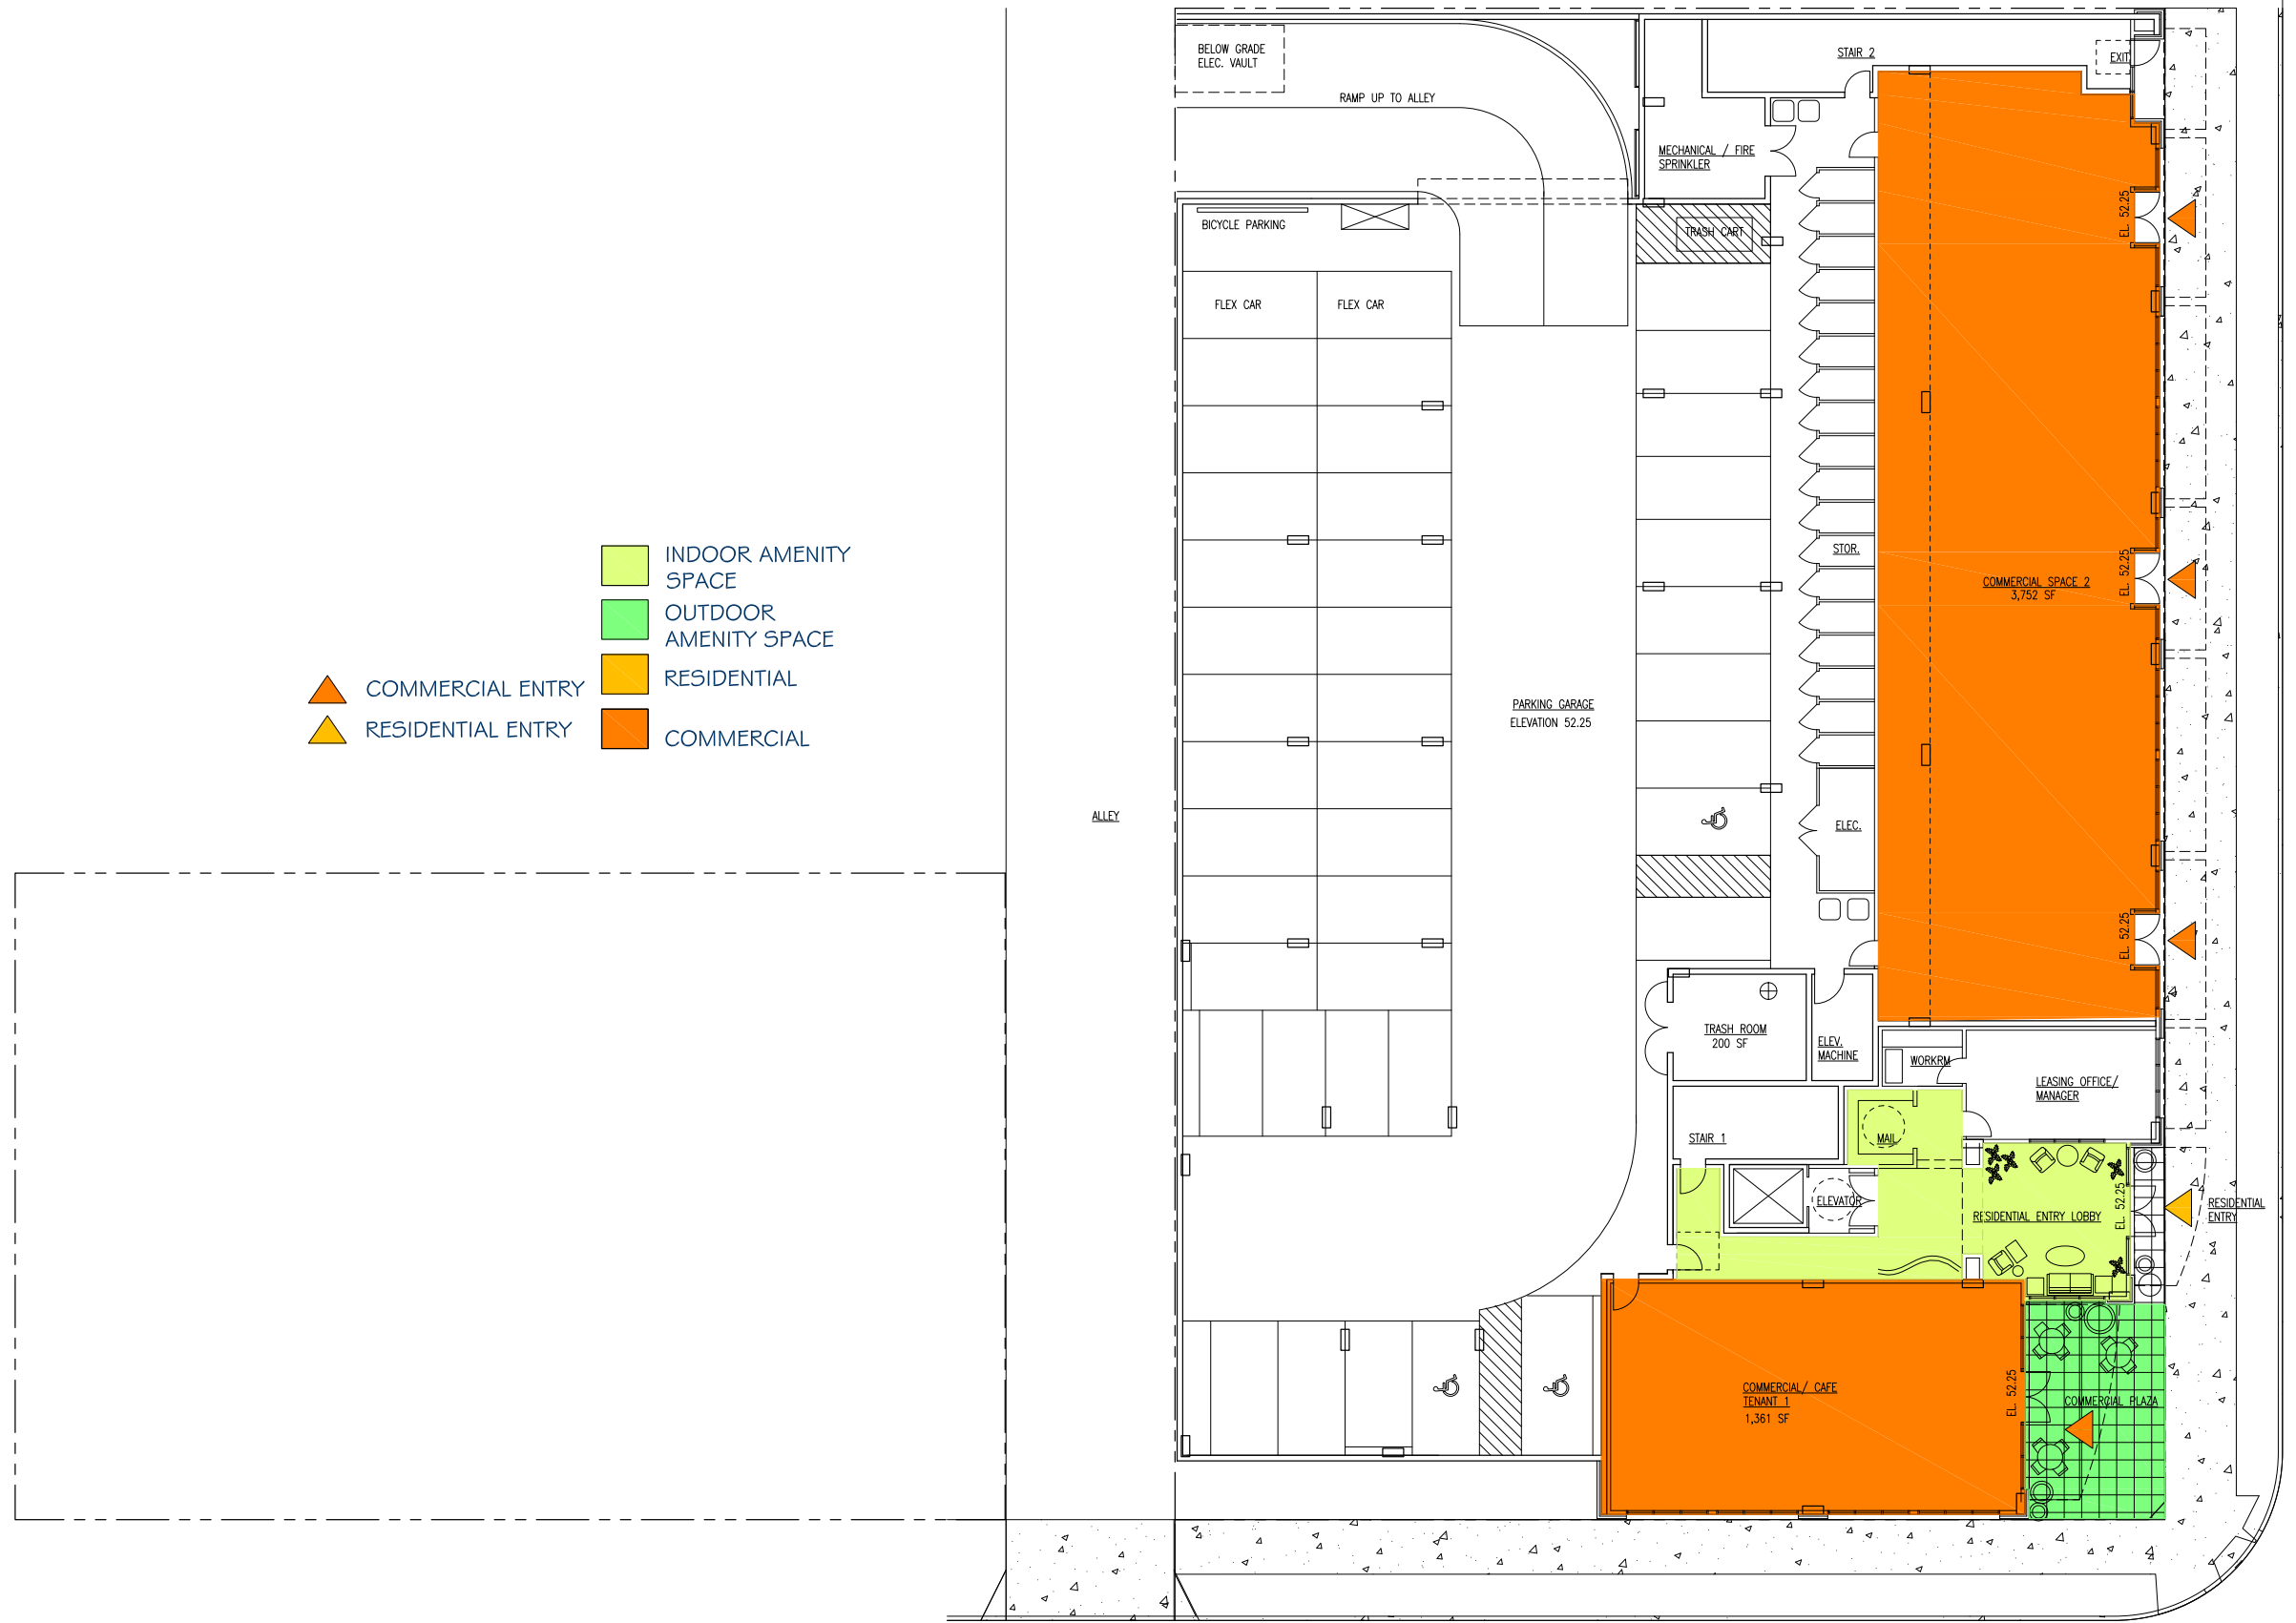 BELOW GRADE
ELEC. VAULT
RAMP UP TO ALLEY
STAIR 2
EXIT
MECHANICAL / FIRE
SPRINKLER
BICYCLE PARKING
TRASH CART
EL. 52.25
FLEX CAR
FLEX CAR
INDOOR AMENITY
SPACE
OUTDOOR
AMENITY SPACE
RESIDENTIAL
COMMERCIAL
COMMERCIAL ENTRY
RESIDENTIAL ENTRY
STOR.
COMMERCIAL SPACE 2
3,752 SF
EL. 52.25
PARKING GARAGE
ELEVATION 52.25
ALLEY
ELEC.
EL. 52.25
TRASH ROOM
200 SF
ELEV.
MACHINE
WORKRM
LEASING OFFICE/
MANAGER
STAIR 1
MAIL
ELEVATOR
RESIDENTIAL ENTRY LOBBY
EL. 52.25
RESIDENTIAL
ENTRY
COMMERCIAL/ CAFE
TENANT 1
1,361 SF
EL. 52.25
COMMERCIAL PLAZA